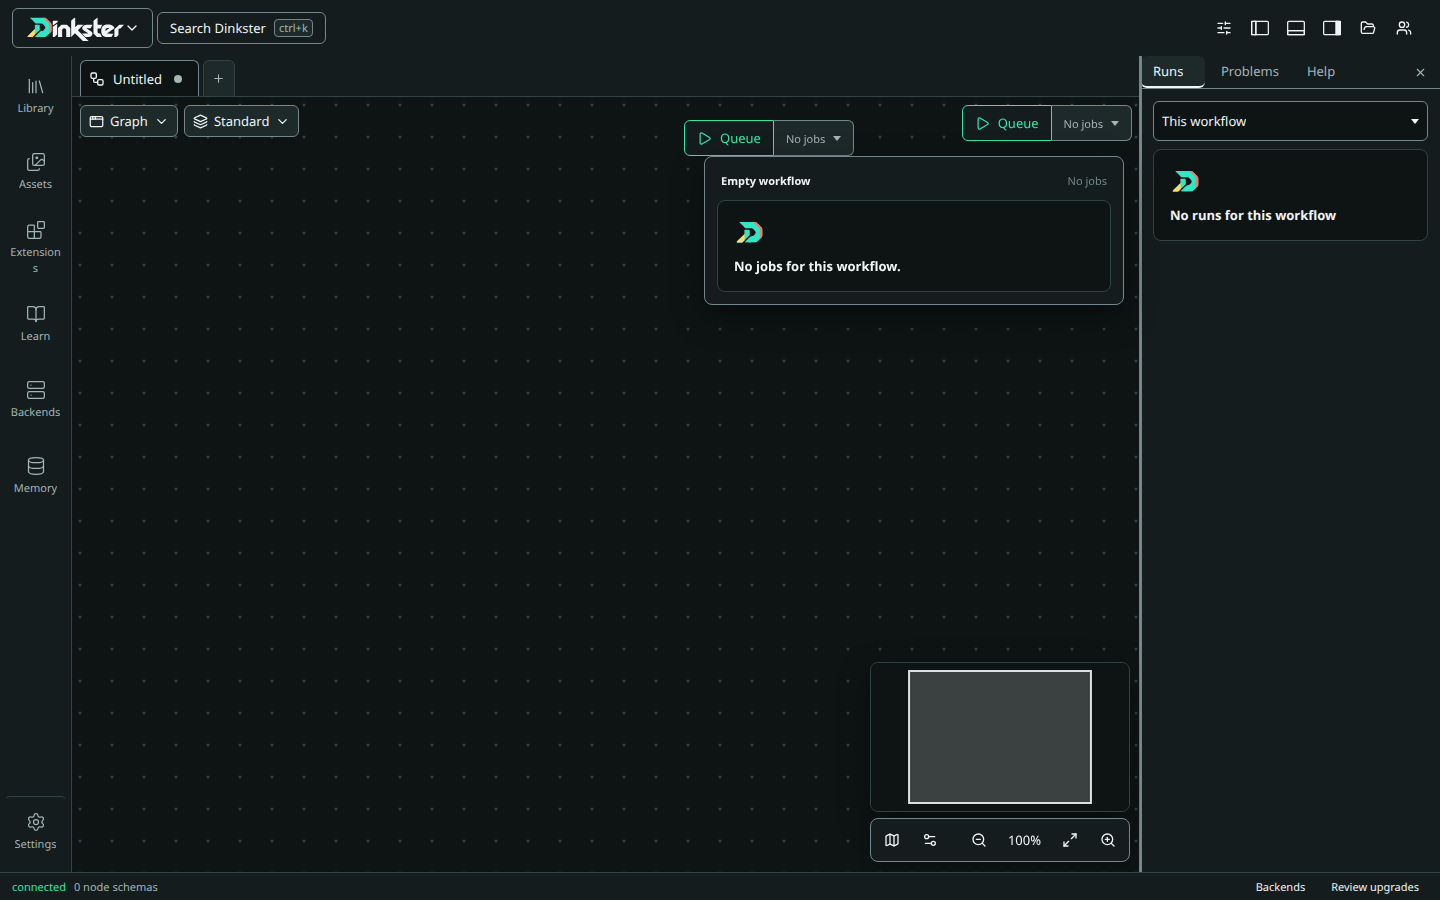 Dinkster
Search Dinkster ctrl+k
Library
Assets
Extension
s
Learn
Backends
Memory
Settings
Untitled
Graph
Standard
Queue No jobs
Queue No jobs
Empty workflow No jobs
No jobs for this workflow.
100%
Runs Problems Help
This workflow
No runs for this workflow
connected 0 node schemas
Backends Review upgrades